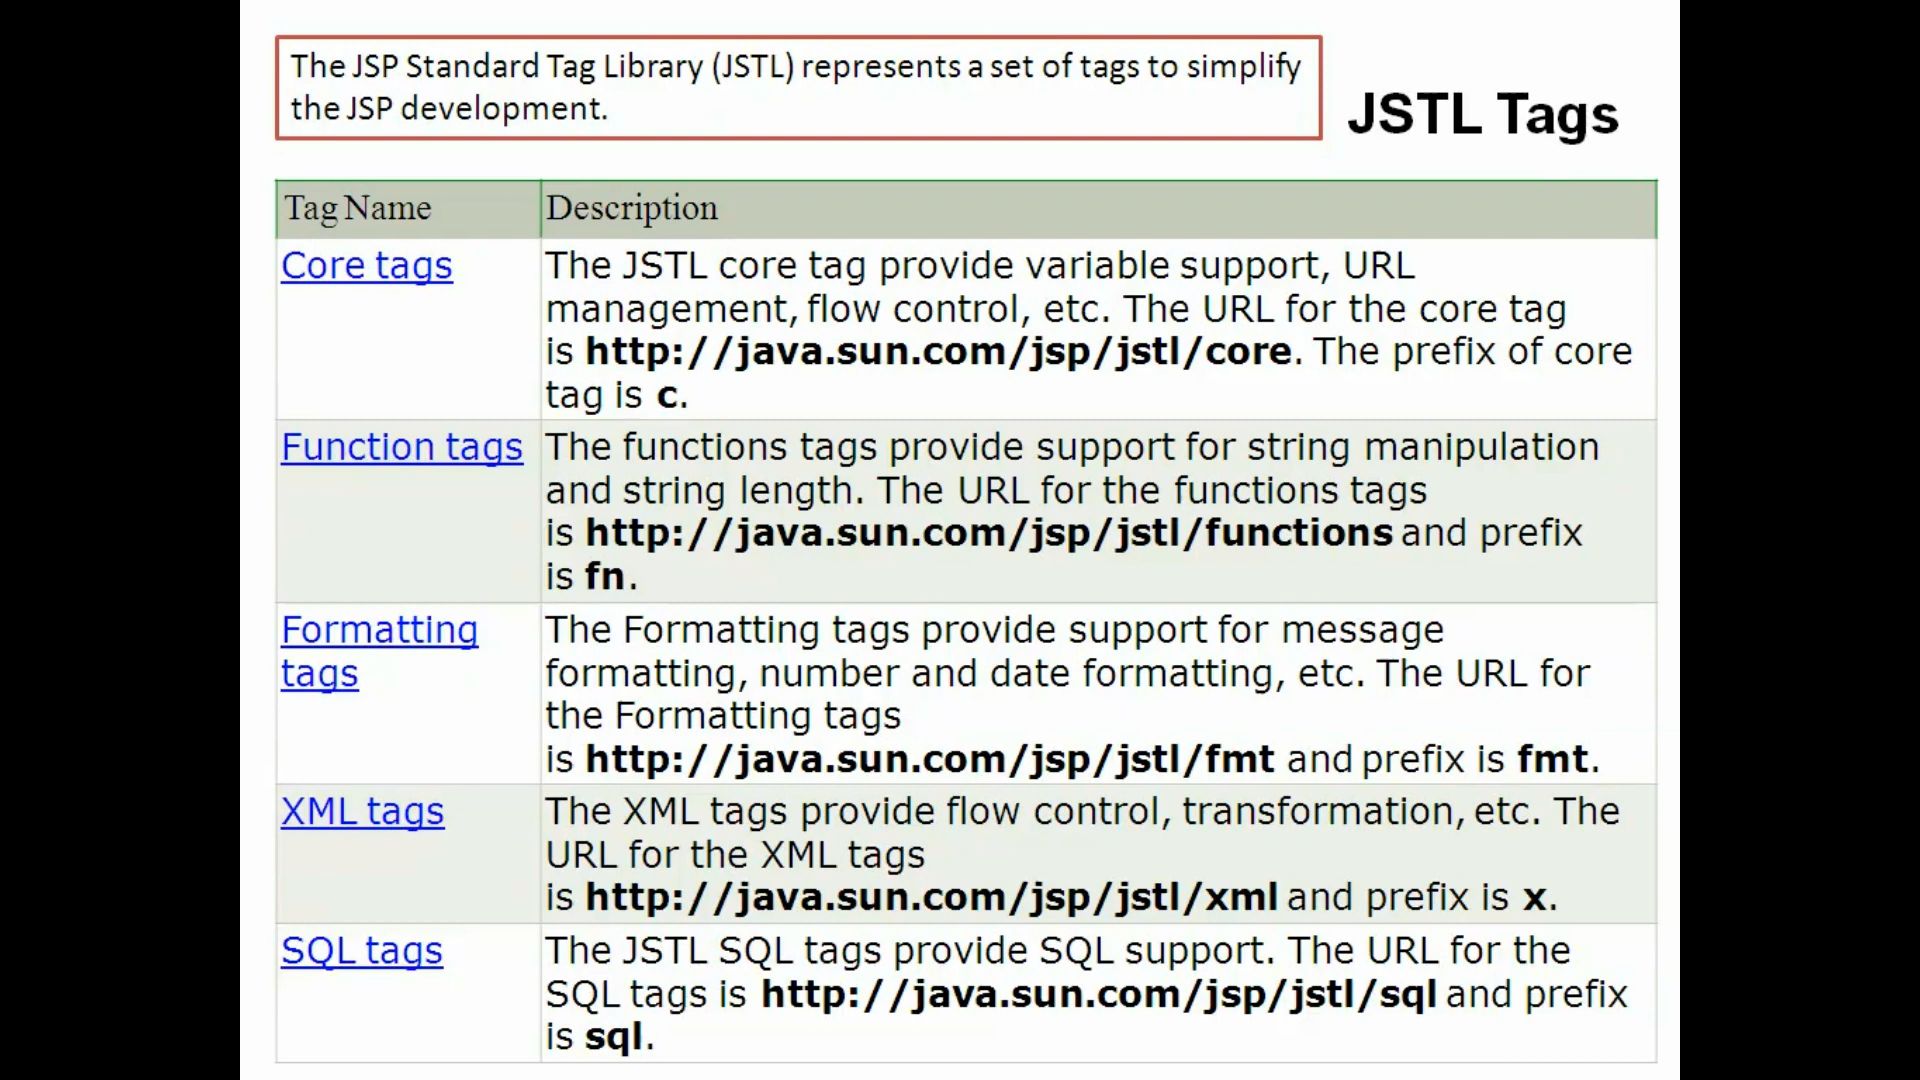 The JSP Standard Tag Library (JSTL) represents a set of tags to simplify
the JSP development.
JSTL Tags
Tag Name
Description
Core tags
The JSTL core tag provide variable support, URL
management, flow control, etc. The URL for the core tag
is http://java.sun.com/jsp/jstl/core. The prefix of core
tag is c.
Function tags
The functions tags provide support for string manipulation
and string length. The URL for the functions tags
is http://java.sun.com/jsp/jstl/functions and prefix
is fn.
Formatting
tags
The Formatting tags provide support for message
formatting, number and date formatting, etc. The URL for
the Formatting tags
is http://java.sun.com/jsp/jstl/fmt and prefix is fmt.
XML tags
The XML tags provide flow control, transformation, etc. The
URL for the XML tags
is http://java.sun.com/jsp/jstl/xml and prefix is x.
SQL tags
The JSTL SQL tags provide SQL support. The URL for the
SQL tags is http://java.sun.com/jsp/jstl/sql and prefix
is sql.